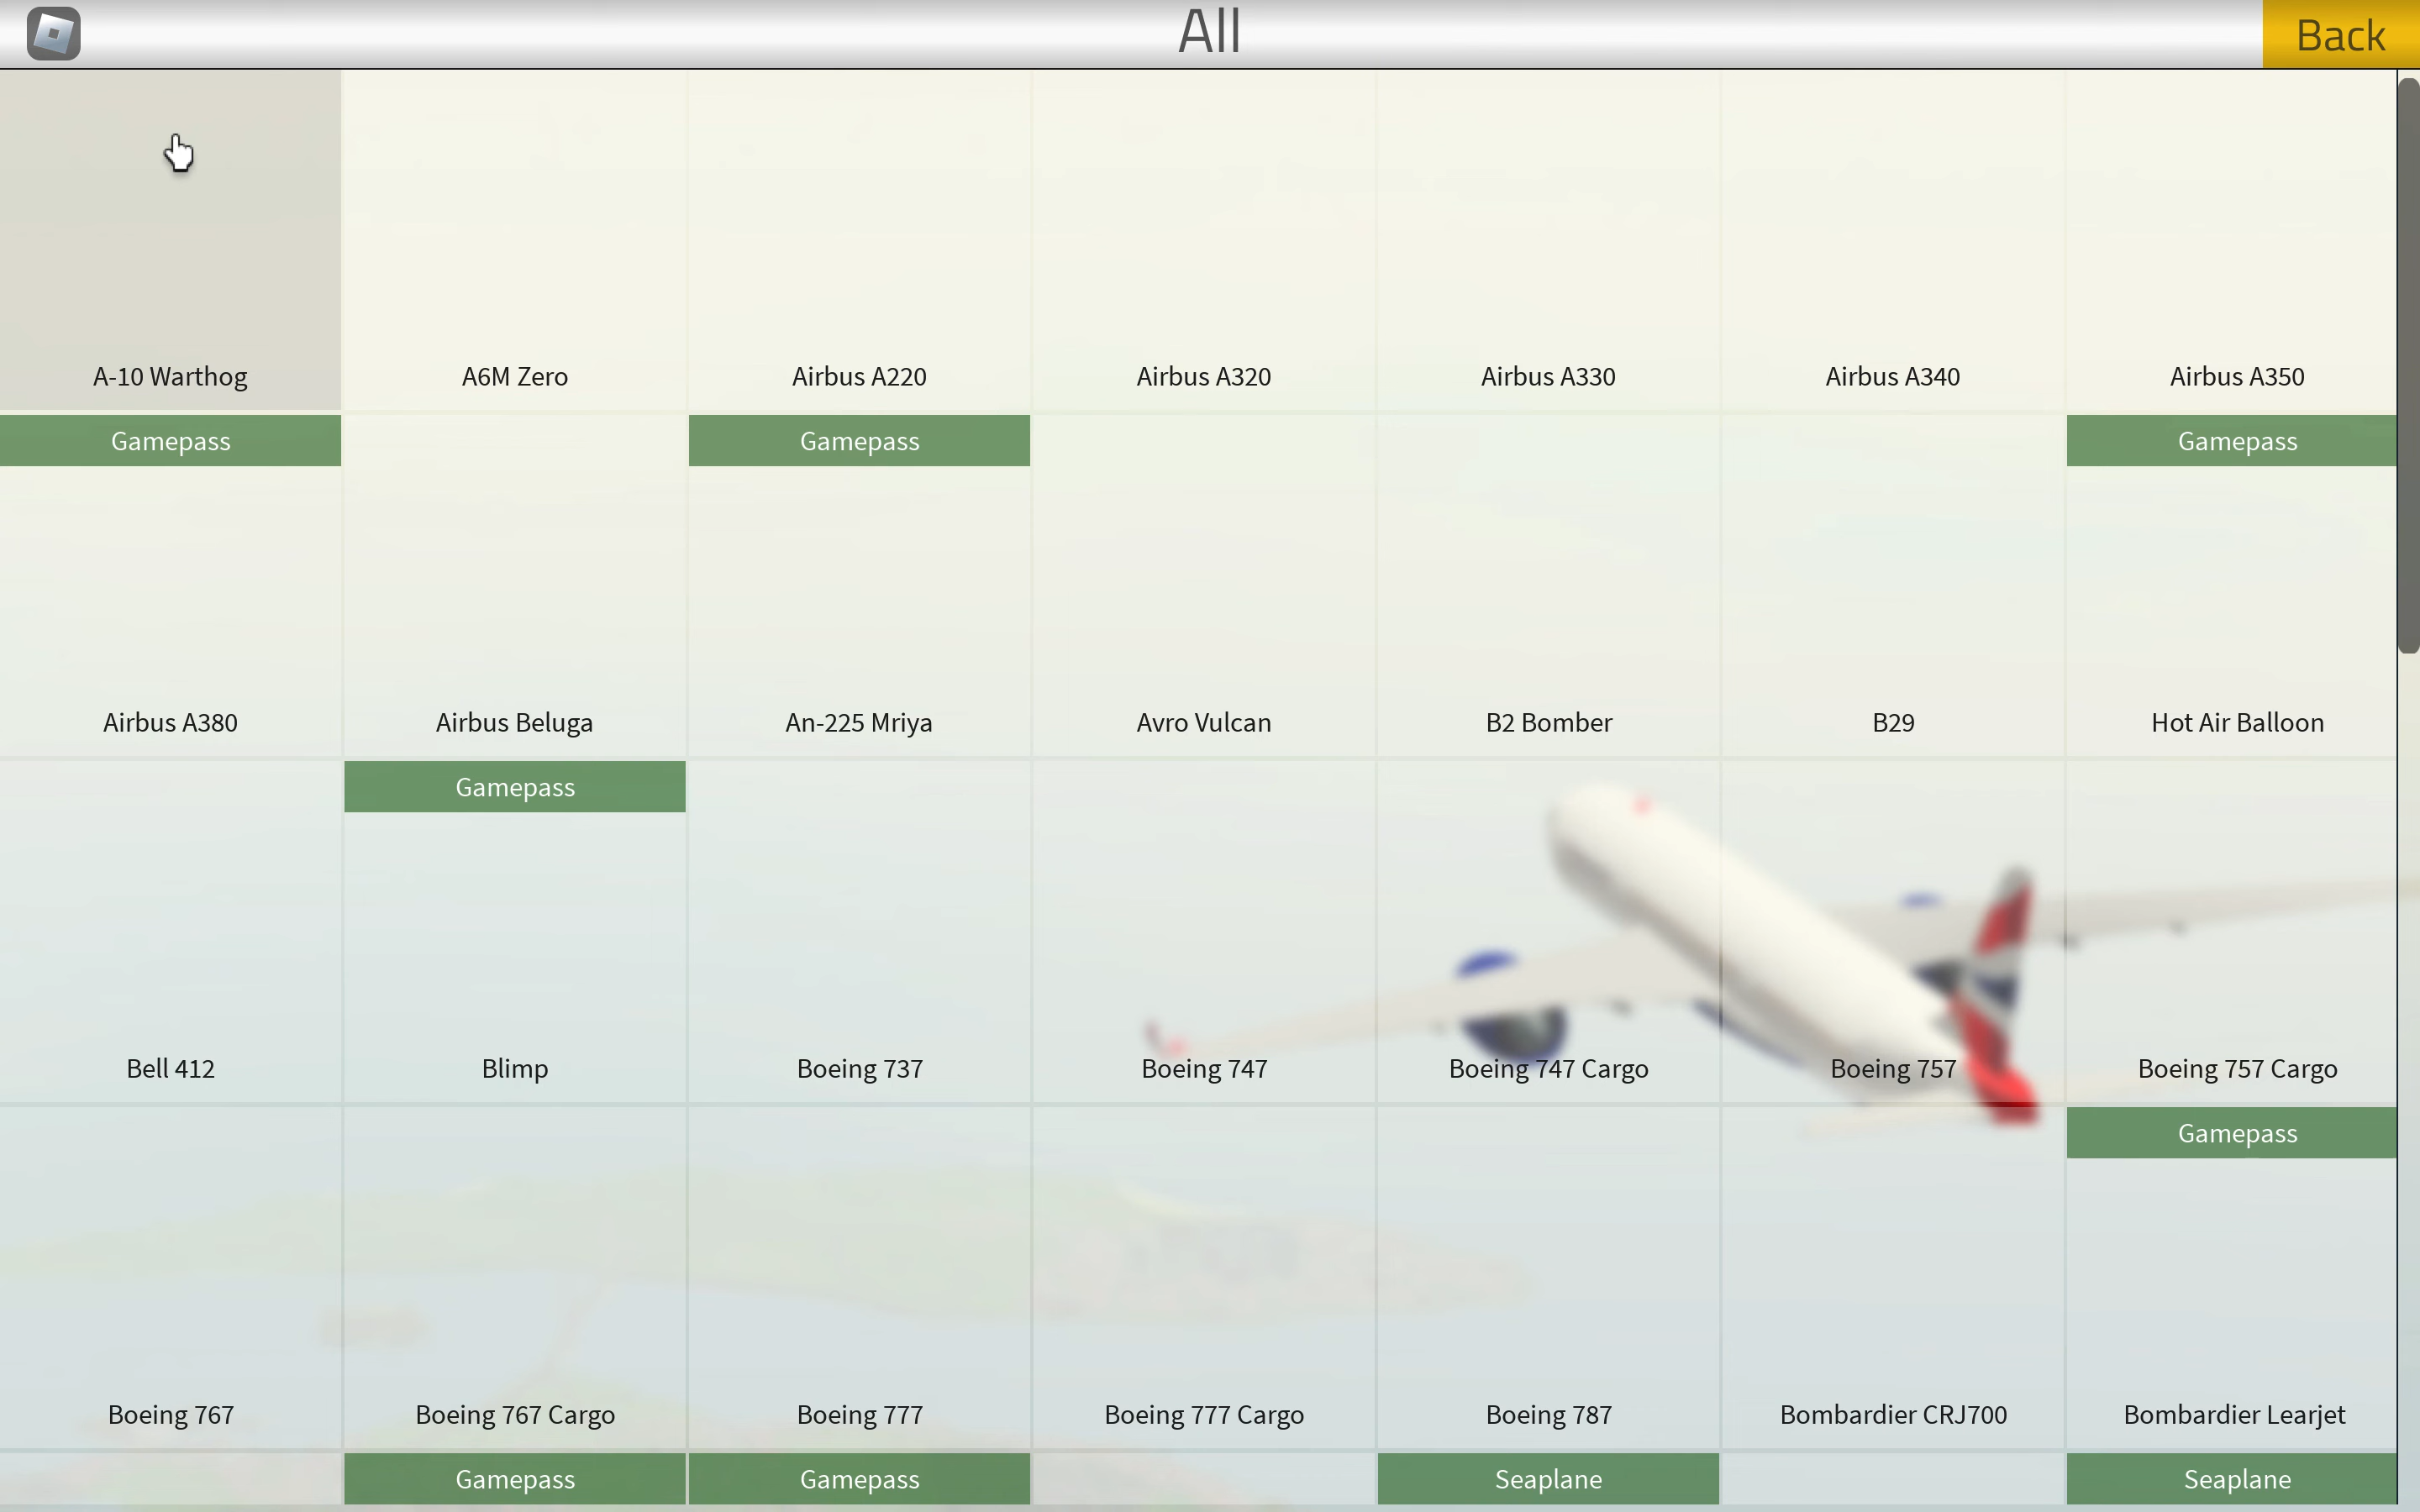 All
Back
A-10 Warthog
A6M Zero
Airbus A220
Airbus A320
Airbus A330
Airbus A340
Airbus A350
Gamepass
Gamepass
Gamepass
Airbus A380
Airbus Beluga
An-225 Mriya
Avro Vulcan
B2 Bomber
B29
Hot Air Balloon
Gamepass
Bell 412
Blimp
Boeing 737
Boeing 747
Boeing 747 Cargo
Boeing 757
Boeing 757 Cargo
Gamepass
Boeing 767
Boeing 767 Cargo
Boeing 777
Boeing 777 Cargo
Boeing 787
Bombardier CRJ700
Bombardier Learjet
Gamepass
Gamepass
Seaplane
Seaplane